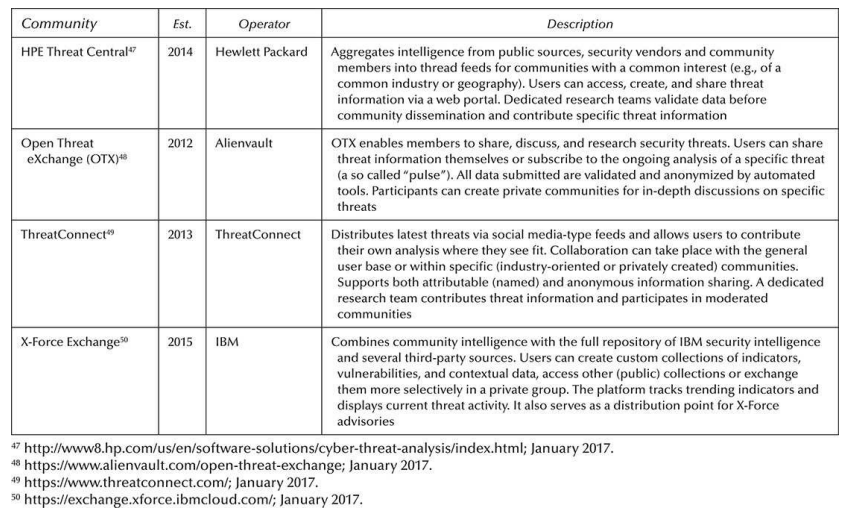 Community Est. Operator Description
HPE Threat Central47 2014 Hewlett Packard Aggregates intelligence from public sources, security vendors and community
members into thread feeds for communities with a common interest (e.g., of a
common industry or geography). Users can access, create, and share threat
information via a web portal. Dedicated research teams validate data before
community dissemination and contribute specific threat information
Open Threat 2012 Alienvault OTX enables members to share, discuss, and research security threats. Users can share
eXchange (OTX)48 threat information themselves or subscribe to the ongoing analysis of a specific threat
(a so called “pulse”). All data submitted are validated and anonymized by automated
tools. Participants can create private communities for in-depth discussions on specific
threats
ThreatConnect49 2013 ThreatConnect Distributes latest threats via social media-type feeds and allows users to contribute
their own analysis where they see fit. Collaboration can take place with the general
user base or within specific (industry-oriented or privately created) communities.
Supports both attributable (named) and anonymous information sharing. A dedicated
research team contributes threat information and participates in moderated
communities
X-Force Exchange50 2015 IBM Combines community intelligence with the full repository of IBM security intelligence
and several third-party sources. Users can create custom collections of indicators,
vulnerabilities, and contextual data, access other (public) collections or exchange
them more selectively in a private group. The platform tracks trending indicators and
displays current threat activity. It also serves as a distribution point for X-Force
advisories
47 http://www8.hp.com/us/en/software-solutions/cyber-threat-analysis/index.html; January 2017.
48 https://www.alienvault.com/open-threat-exchange; January 2017.
49 https://www.threatconnect.com/; January 2017.
50 https://exchange.xforce.ibmcloud.com/; January 2017.